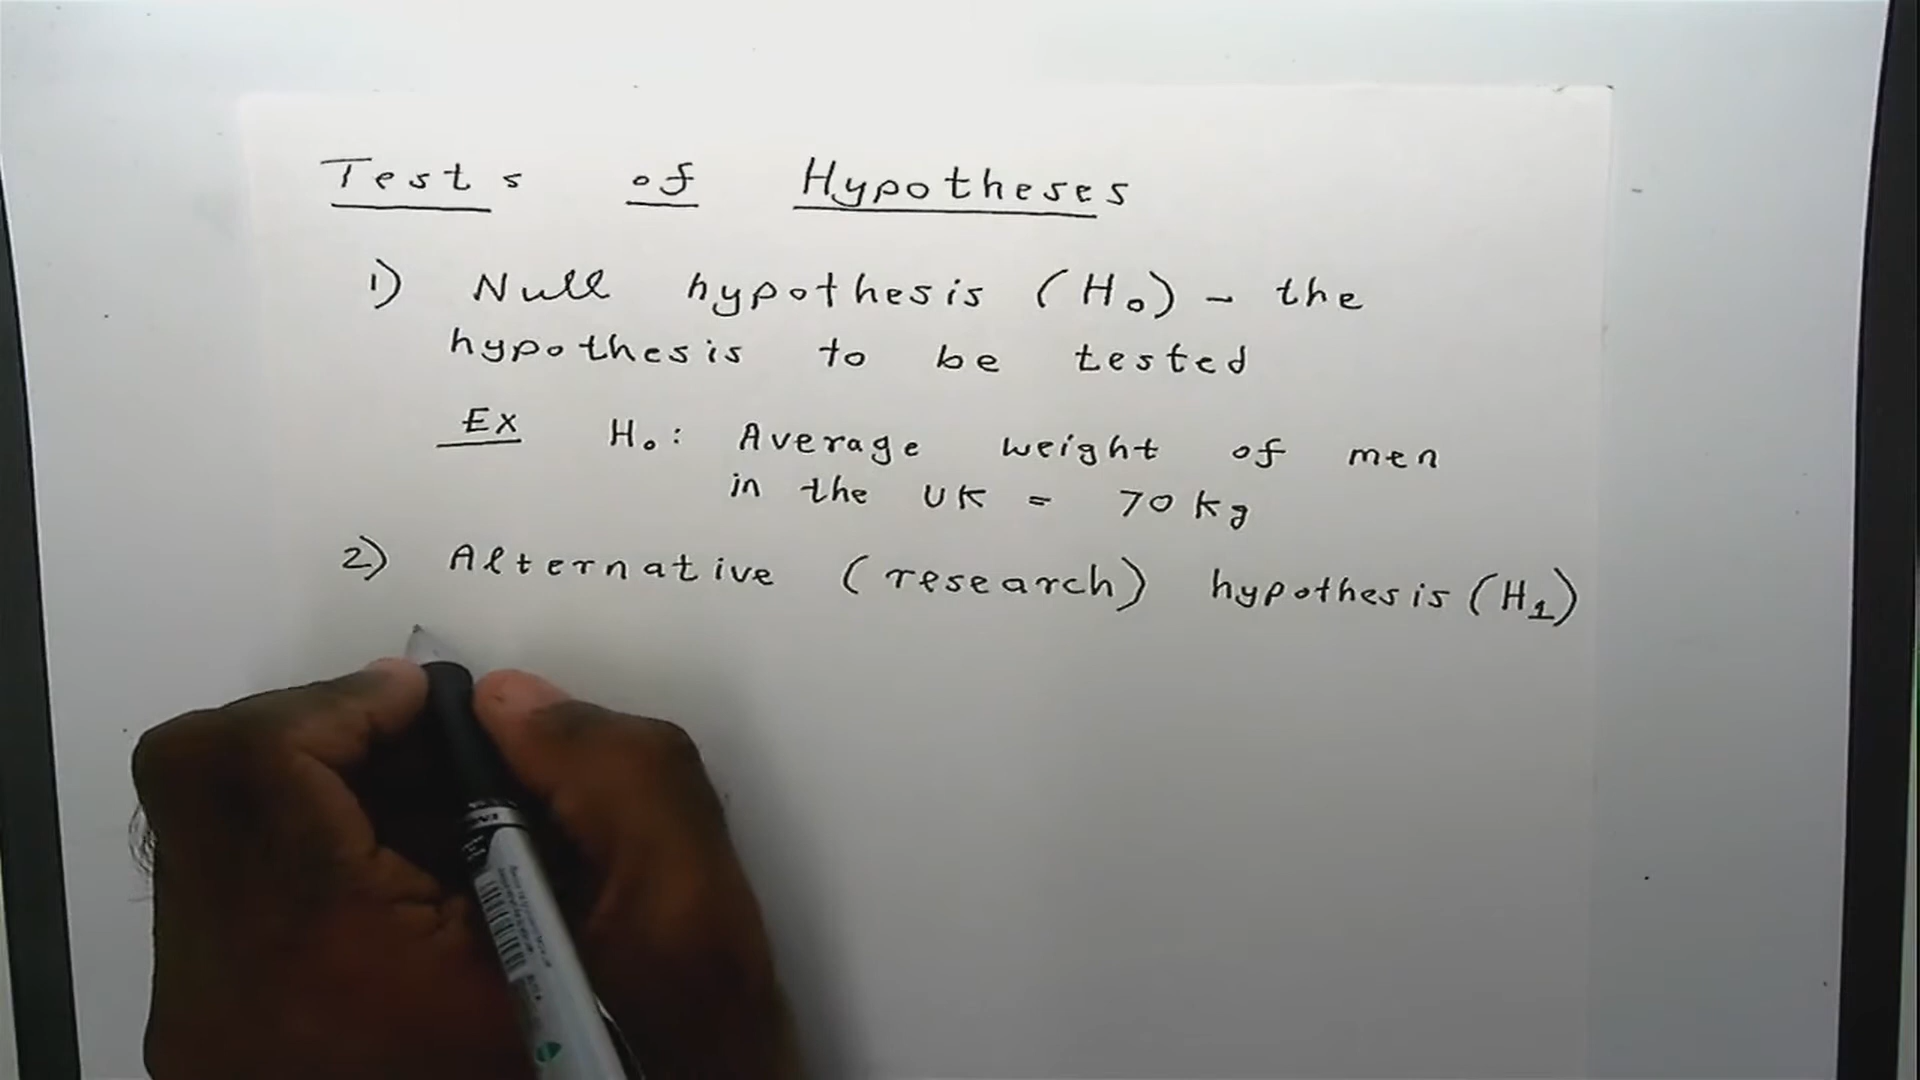 Tests of Hypotheses
1) Null hypothesis (H₀) - the
hypothesis to be tested
Ex H₀: Average weight of men
in the UK = 70 kg
2) Alternative (research) hypothesis (H₁)